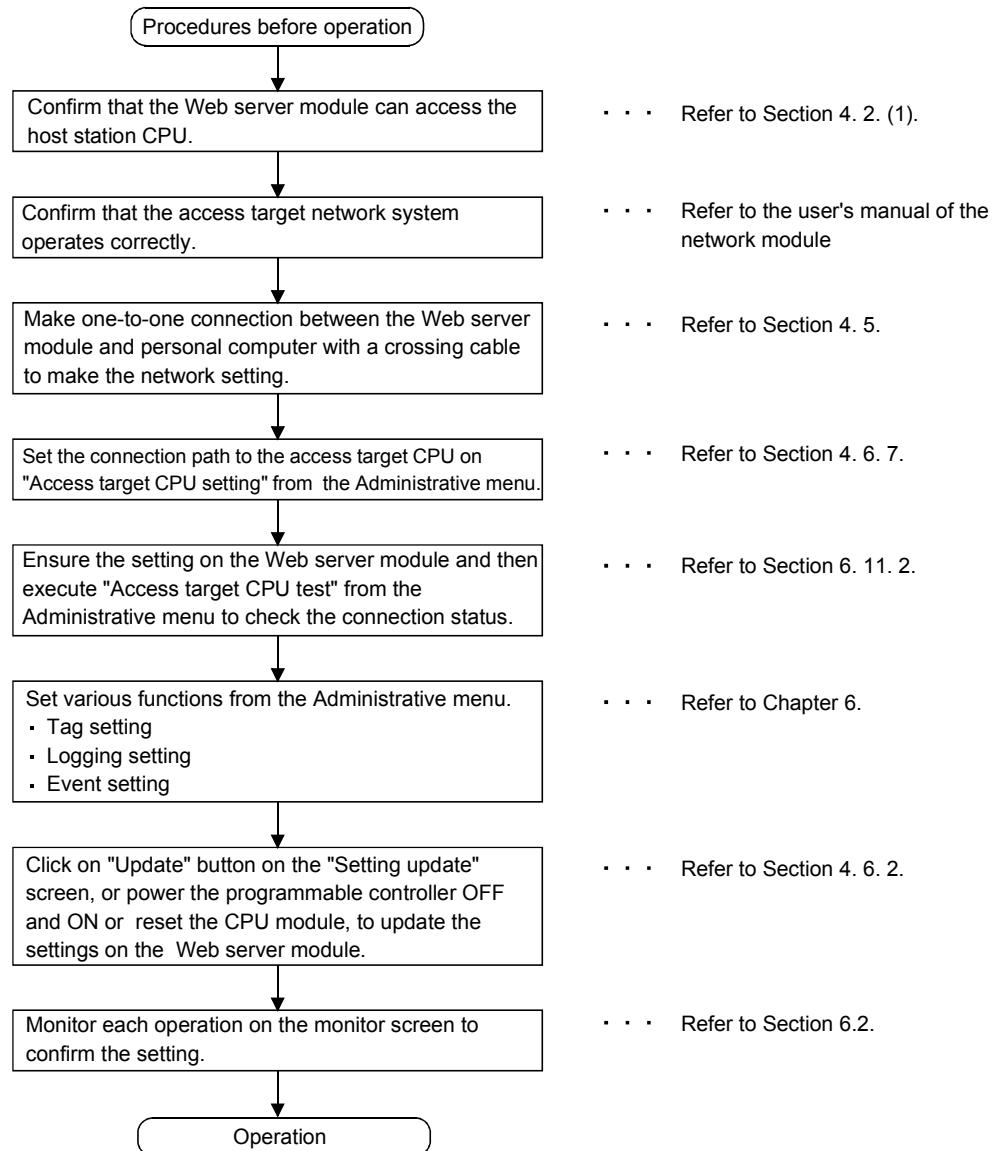 Procedures before operation
Confirm that the Web server module can access the
host station CPU.
· · · Refer to Section 4. 2. (1).
Confirm that the access target network system
operates correctly.
· · · Refer to the user's manual of the
network module
Make one-to-one connection between the Web server
module and personal computer with a crossing cable
to make the network setting.
· · · Refer to Section 4. 5.
Set the connection path to the access target CPU on
"Access target CPU setting" from the Administrative menu.
· · · Refer to Section 4. 6. 7.
Ensure the setting on the Web server module and then
execute "Access target CPU test" from the
Administrative menu to check the connection status.
· · · Refer to Section 6. 11. 2.
Set various functions from the Administrative menu.
· Tag setting
· Logging setting
· Event setting
· · · Refer to Chapter 6.
Click on "Update" button on the "Setting update"
screen, or power the programmable controller OFF
and ON or reset the CPU module, to update the
settings on the Web server module.
· · · Refer to Section 4. 6. 2.
Monitor each operation on the monitor screen to
confirm the setting.
· · · Refer to Section 6.2.
Operation